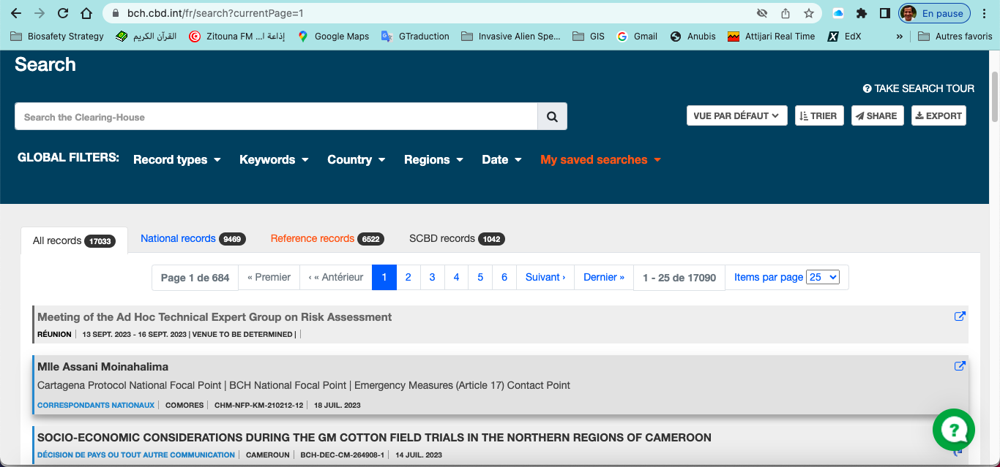 bch.cbd.int/fr/search?currentPage=1
En pause
Biosafety Strategy القرآن الكريم Zitouna FM ... إذاعة ا Google Maps GTraduction Invasive Alien Spe... GIS Gmail Anubis Attijari Real Time EdX » Autres favoris
Search
TAKE SEARCH TOUR
Search the Clearing-House
VUE PAR DÉFAUT TRIER SHARE EXPORT
GLOBAL FILTERS: Record types Keywords Country Regions Date My saved searches
All records 17033 National records 9469 Reference records 6522 SCBD records 1042
Page 1 de 684 « Premier ‹ « Antérieur 1 2 3 4 5 6 Suivant › Dernier » 1 - 25 de 17090 Items par page 25
Meeting of the Ad Hoc Technical Expert Group on Risk Assessment
RÉUNION | 13 SEPT. 2023 - 16 SEPT. 2023 | VENUE TO BE DETERMINED | |
Mlle Assani Moinahalima
Cartagena Protocol National Focal Point | BCH National Focal Point | Emergency Measures (Article 17) Contact Point
CORRESPONDANTS NATIONAUX | COMORES | CHM-NFP-KM-210212-12 | 18 JUIL. 2023
SOCIO-ECONOMIC CONSIDERATIONS DURING THE GM COTTON FIELD TRIALS IN THE NORTHERN REGIONS OF CAMEROON
DÉCISION DE PAYS OU TOUT AUTRE COMMUNICATION | CAMEROUN | BCH-DEC-CM-264908-1 | 14 JUIL. 2023